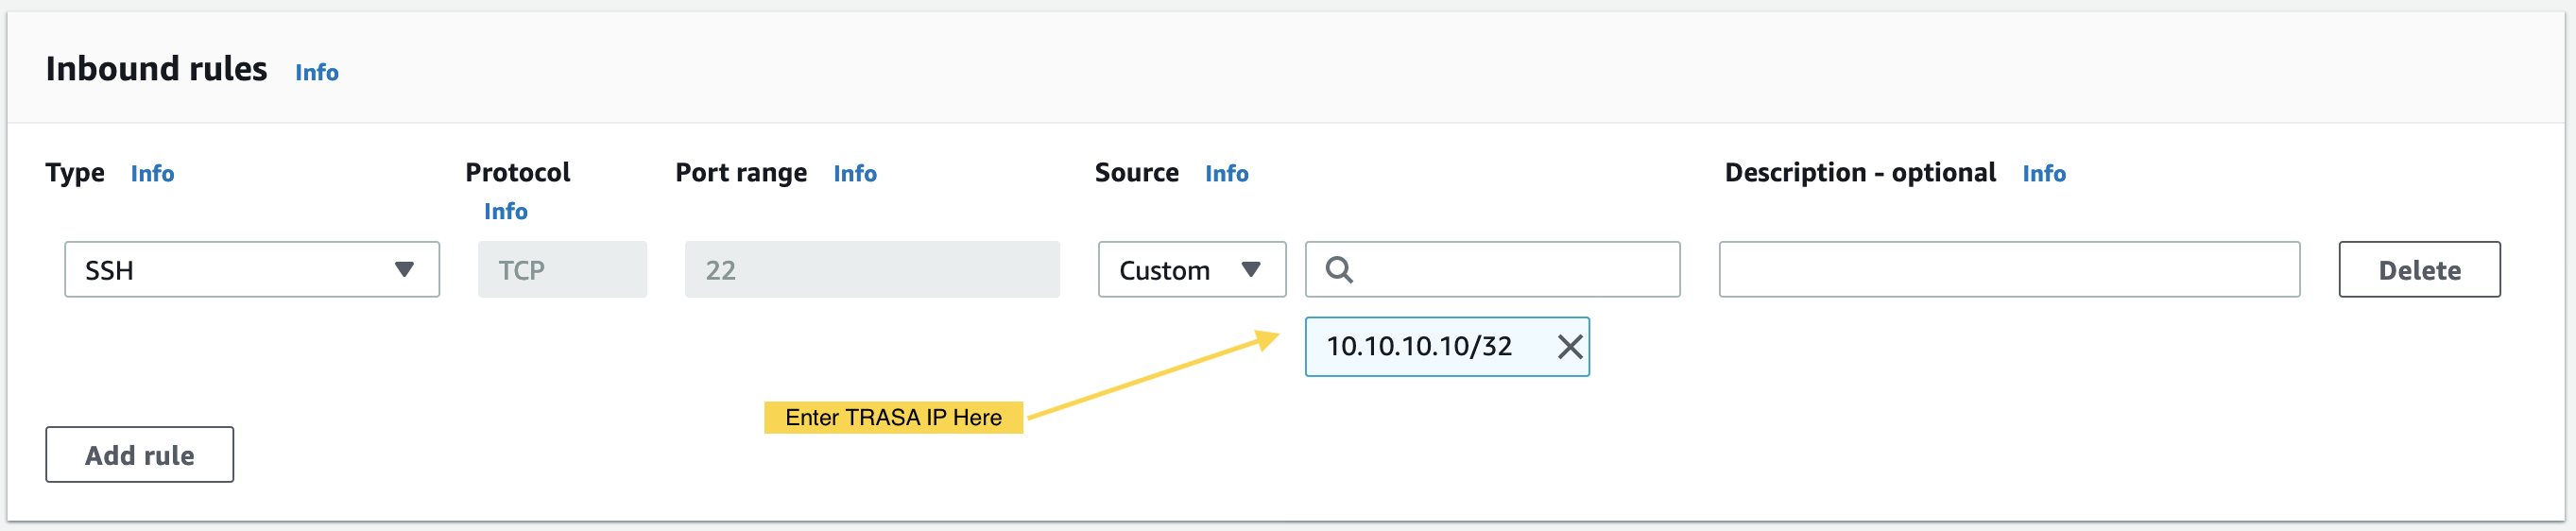 Inbound rules Info
Type Info Protocol Info Port range Info Source Info Description - optional Info
SSH TCP 22 Custom Delete
10.10.10.10/32
Enter TRASA IP Here
Add rule